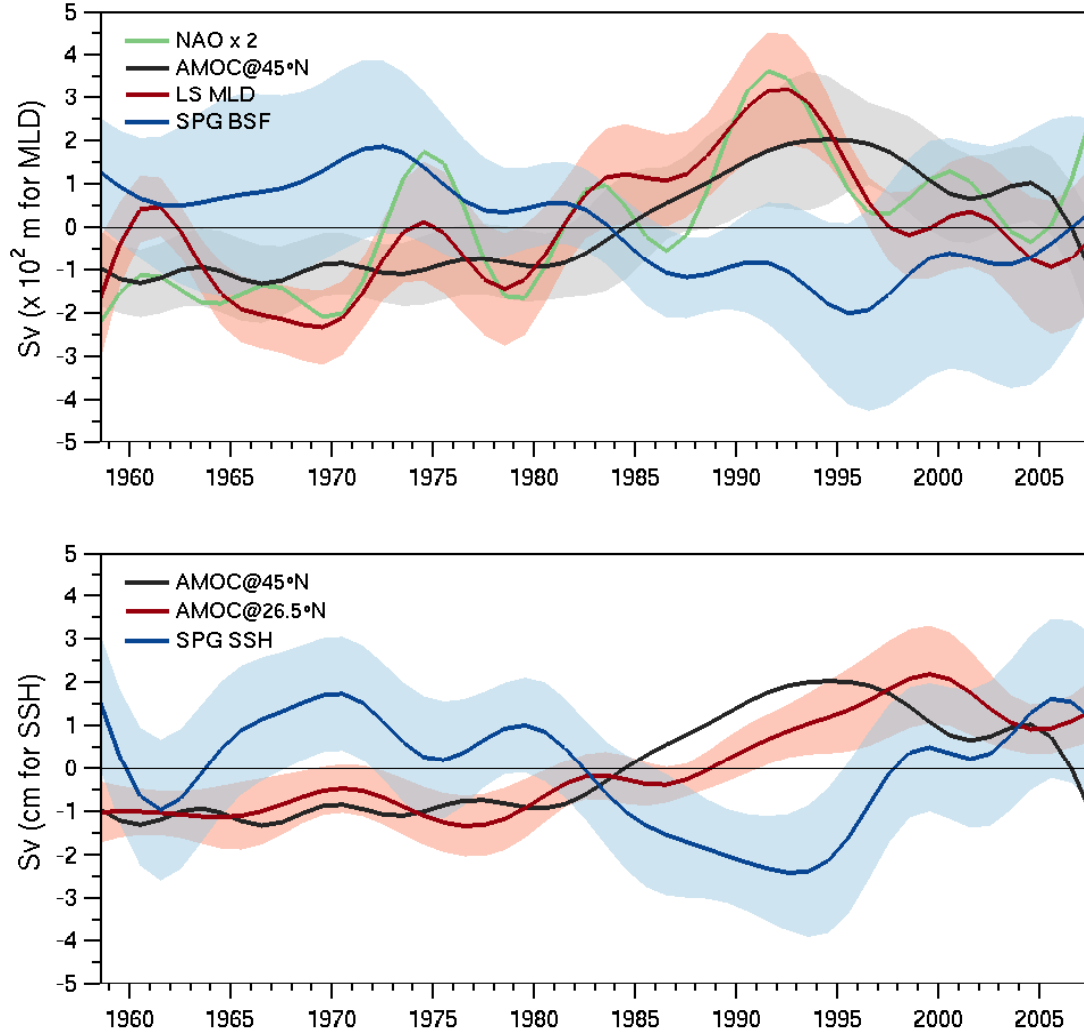 5
4
3
2
1
0
-1
-2
-3
-4
-5
Sv (x 10² m for MLD)
NAO x 2
AMOC@45°N
LS MLD
SPG BSF
1960 1965 1970 1975 1980 1985 1990 1995 2000 2005
5
4
3
2
1
0
-1
-2
-3
-4
-5
Sv (cm for SSH)
AMOC@45°N
AMOC@26.5°N
SPG SSH
1960 1965 1970 1975 1980 1985 1990 1995 2000 2005